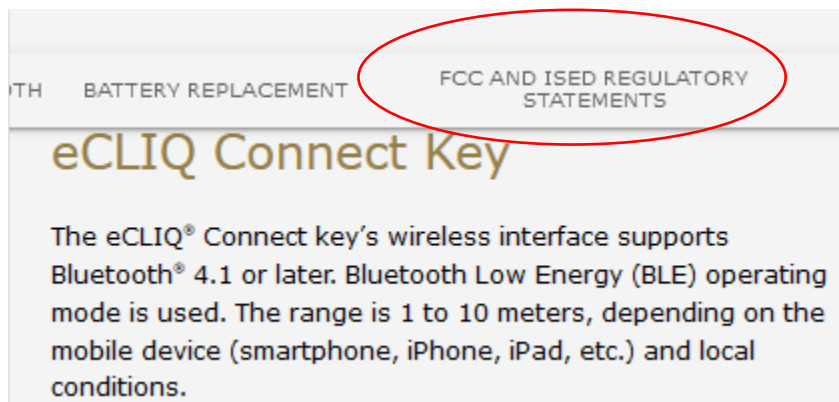 OTH BATTERY REPLACEMENT FCC AND ISED REGULATORY
STATEMENTS
eCLIQ Connect Key
The eCLIQ® Connect key’s wireless interface supports
Bluetooth® 4.1 or later. Bluetooth Low Energy (BLE) operating
mode is used. The range is 1 to 10 meters, depending on the
mobile device (smartphone, iPhone, iPad, etc.) and local
conditions.